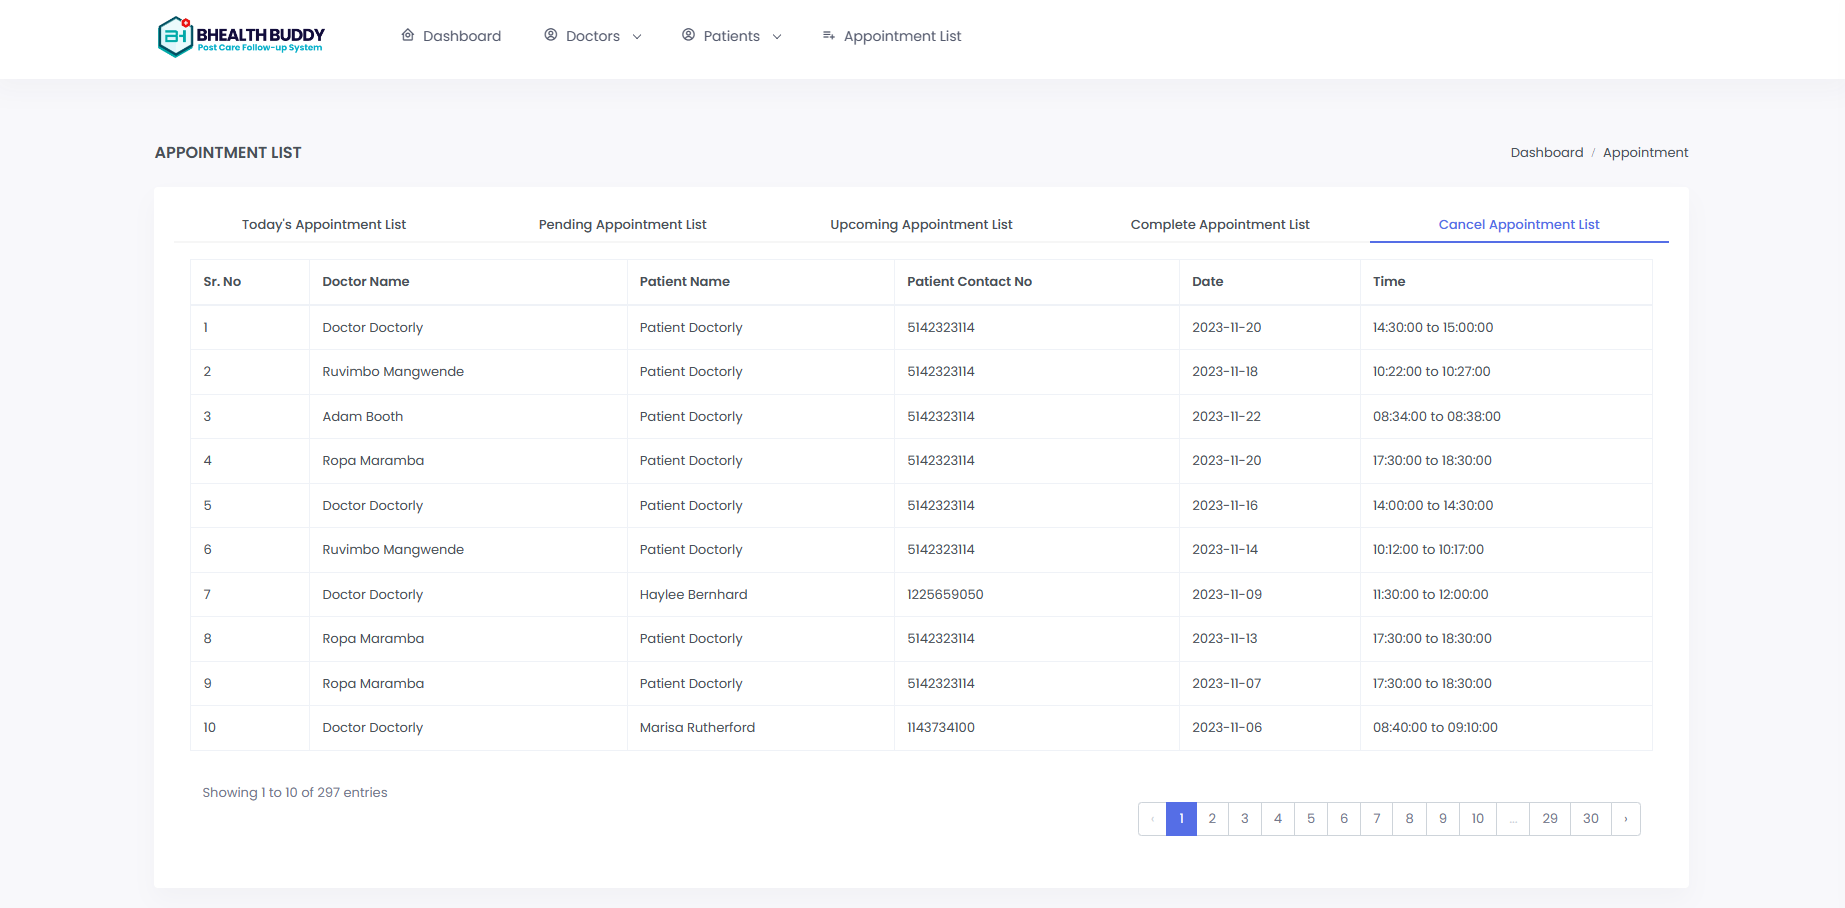 BHEALTH BUDDY
Post Care Follow-up System
Dashboard Doctors Patients Appointment List
APPOINTMENT LIST
Dashboard / Appointment
Today's Appointment List Pending Appointment List Upcoming Appointment List Complete Appointment List Cancel Appointment List
Sr. No Doctor Name Patient Name Patient Contact No Date Time
1 Doctor Doctorly Patient Doctorly 5142323114 2023-11-20 14:30:00 to 15:00:00
2 Ruvimbo Mangwende Patient Doctorly 5142323114 2023-11-18 10:22:00 to 10:27:00
3 Adam Booth Patient Doctorly 5142323114 2023-11-22 08:34:00 to 08:38:00
4 Ropa Maramba Patient Doctorly 5142323114 2023-11-20 17:30:00 to 18:30:00
5 Doctor Doctorly Patient Doctorly 5142323114 2023-11-16 14:00:00 to 14:30:00
6 Ruvimbo Mangwende Patient Doctorly 5142323114 2023-11-14 10:12:00 to 10:17:00
7 Doctor Doctorly Haylee Bernhard 1225659050 2023-11-09 11:30:00 to 12:00:00
8 Ropa Maramba Patient Doctorly 5142323114 2023-11-13 17:30:00 to 18:30:00
9 Ropa Maramba Patient Doctorly 5142323114 2023-11-07 17:30:00 to 18:30:00
10 Doctor Doctorly Marisa Rutherford 1143734100 2023-11-06 08:40:00 to 09:10:00
Showing 1 to 10 of 297 entries
‹ 1 2 3 4 5 6 7 8 9 10 ... 29 30 ›